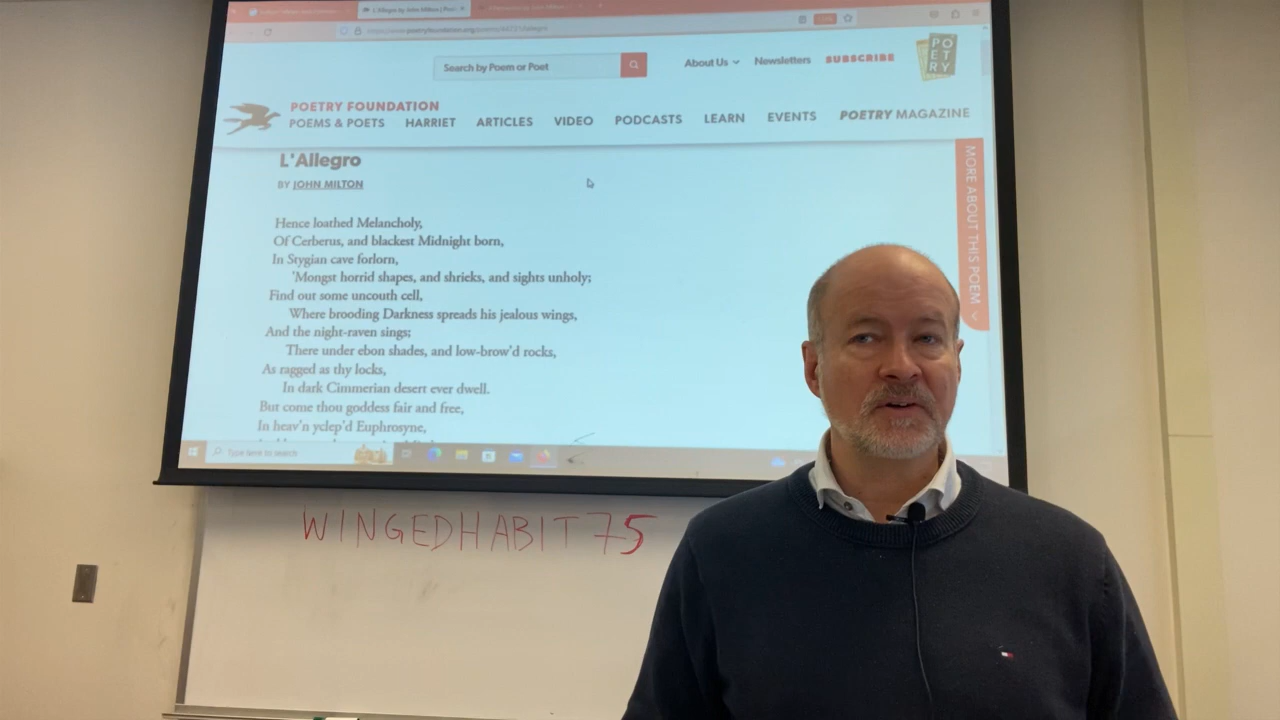 L'Allegro by John Milton | Poetry
Search by Poem or Poet
About Us
Newsletters
SUBSCRIBE
POETRY
POETRY FOUNDATION
POEMS & POETS HARRIET ARTICLES VIDEO PODCASTS LEARN EVENTS POETRY MAGAZINE
MORE ABOUT THIS POEM
L'Allegro
BY JOHN MILTON
Hence loathed Melancholy,
Of Cerberus, and blackest Midnight born,
In Stygian cave forlorn,
'Mongst horrid shapes, and shrieks, and sights unholy;
Find out some uncouth cell,
Where brooding Darkness spreads his jealous wings,
And the night-raven sings;
There under ebon shades, and low-brow'd rocks,
As ragged as thy locks,
In dark Cimmerian desert ever dwell.
But come thou goddess fair and free,
In heav'n yclep'd Euphrosyne,
Type here to search
WINGEDHABIT75